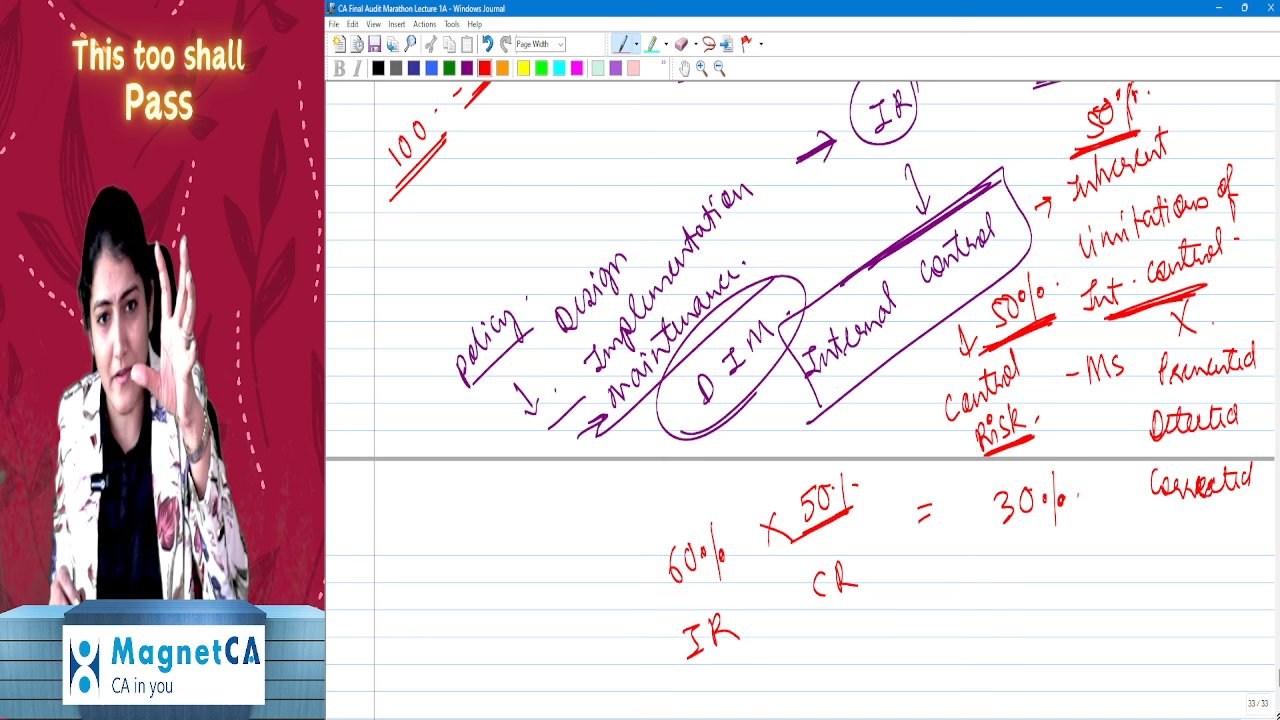 This too shall
Pass
MagnetCA
CA in you
CA Final Audit Marathon Lecture 1A - Windows Journal
File Edit View Insert Actions Tools Help
Page Width
B I
100.
IR
50%.
Inherent
limitations of
Int. control.
X
Policy
Design
Implementation
Maintenance.
D I M.
Internal control
50%.
Control
Risk.
- MS
Prevented
Detected
Corrected
60% X 50% = 30%.
IR
CR
33 / 33